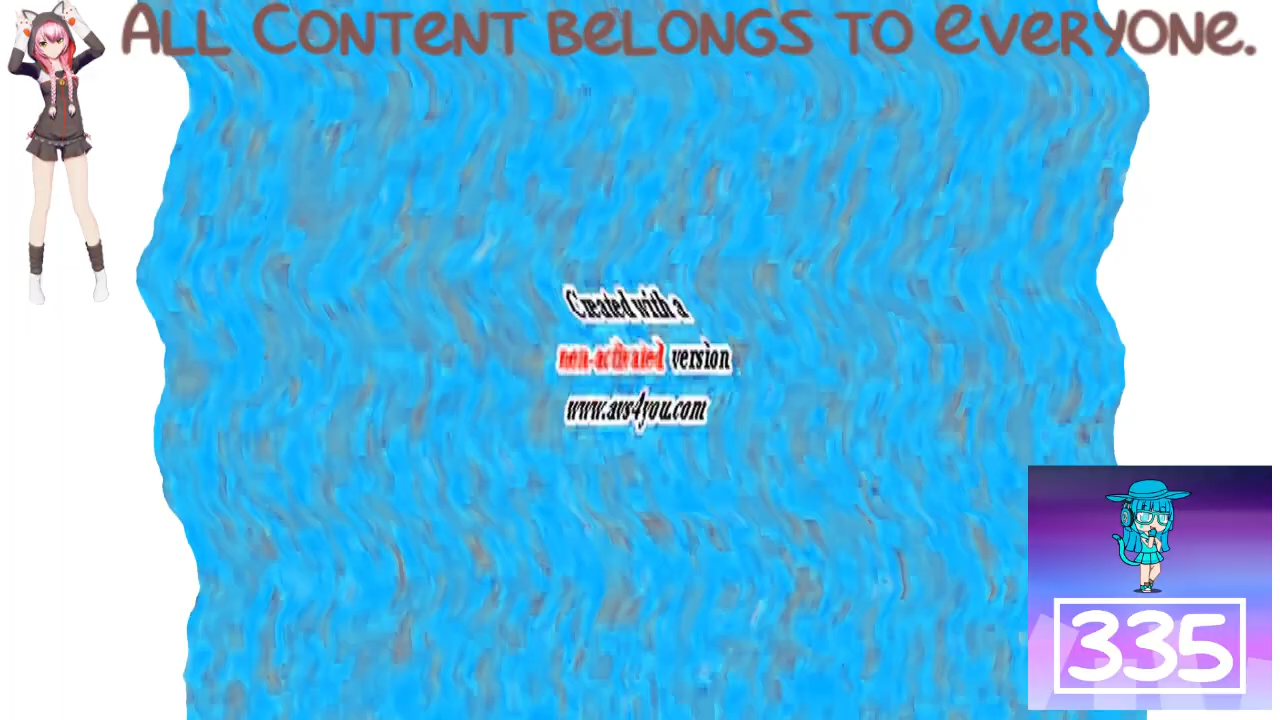 All Content belongs to everyone.
Created with a
non-activated version
www.avs4you.com
335